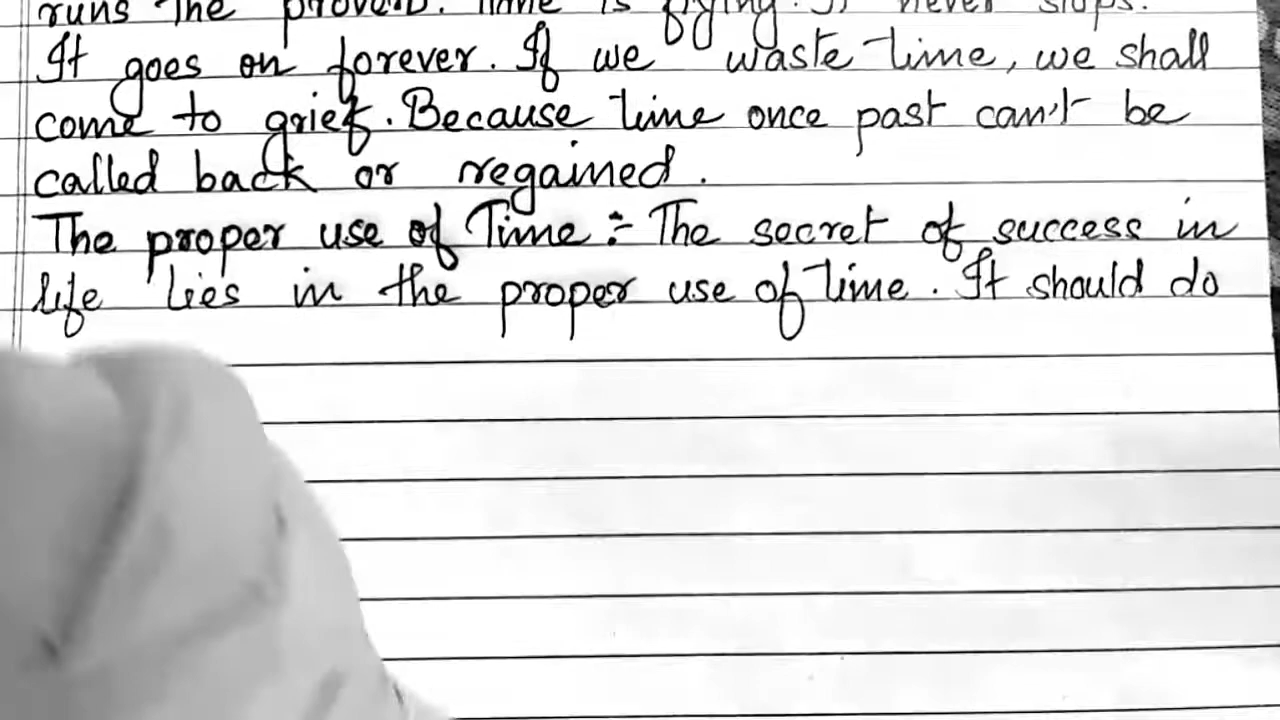 runs the proverb. Time is flying. It never stops.
It goes on forever. If we waste time, we shall
come to grief. Because time once past can't be
called back or regained.
The proper use of Time :- The secret of success in
life lies in the proper use of time. It should do